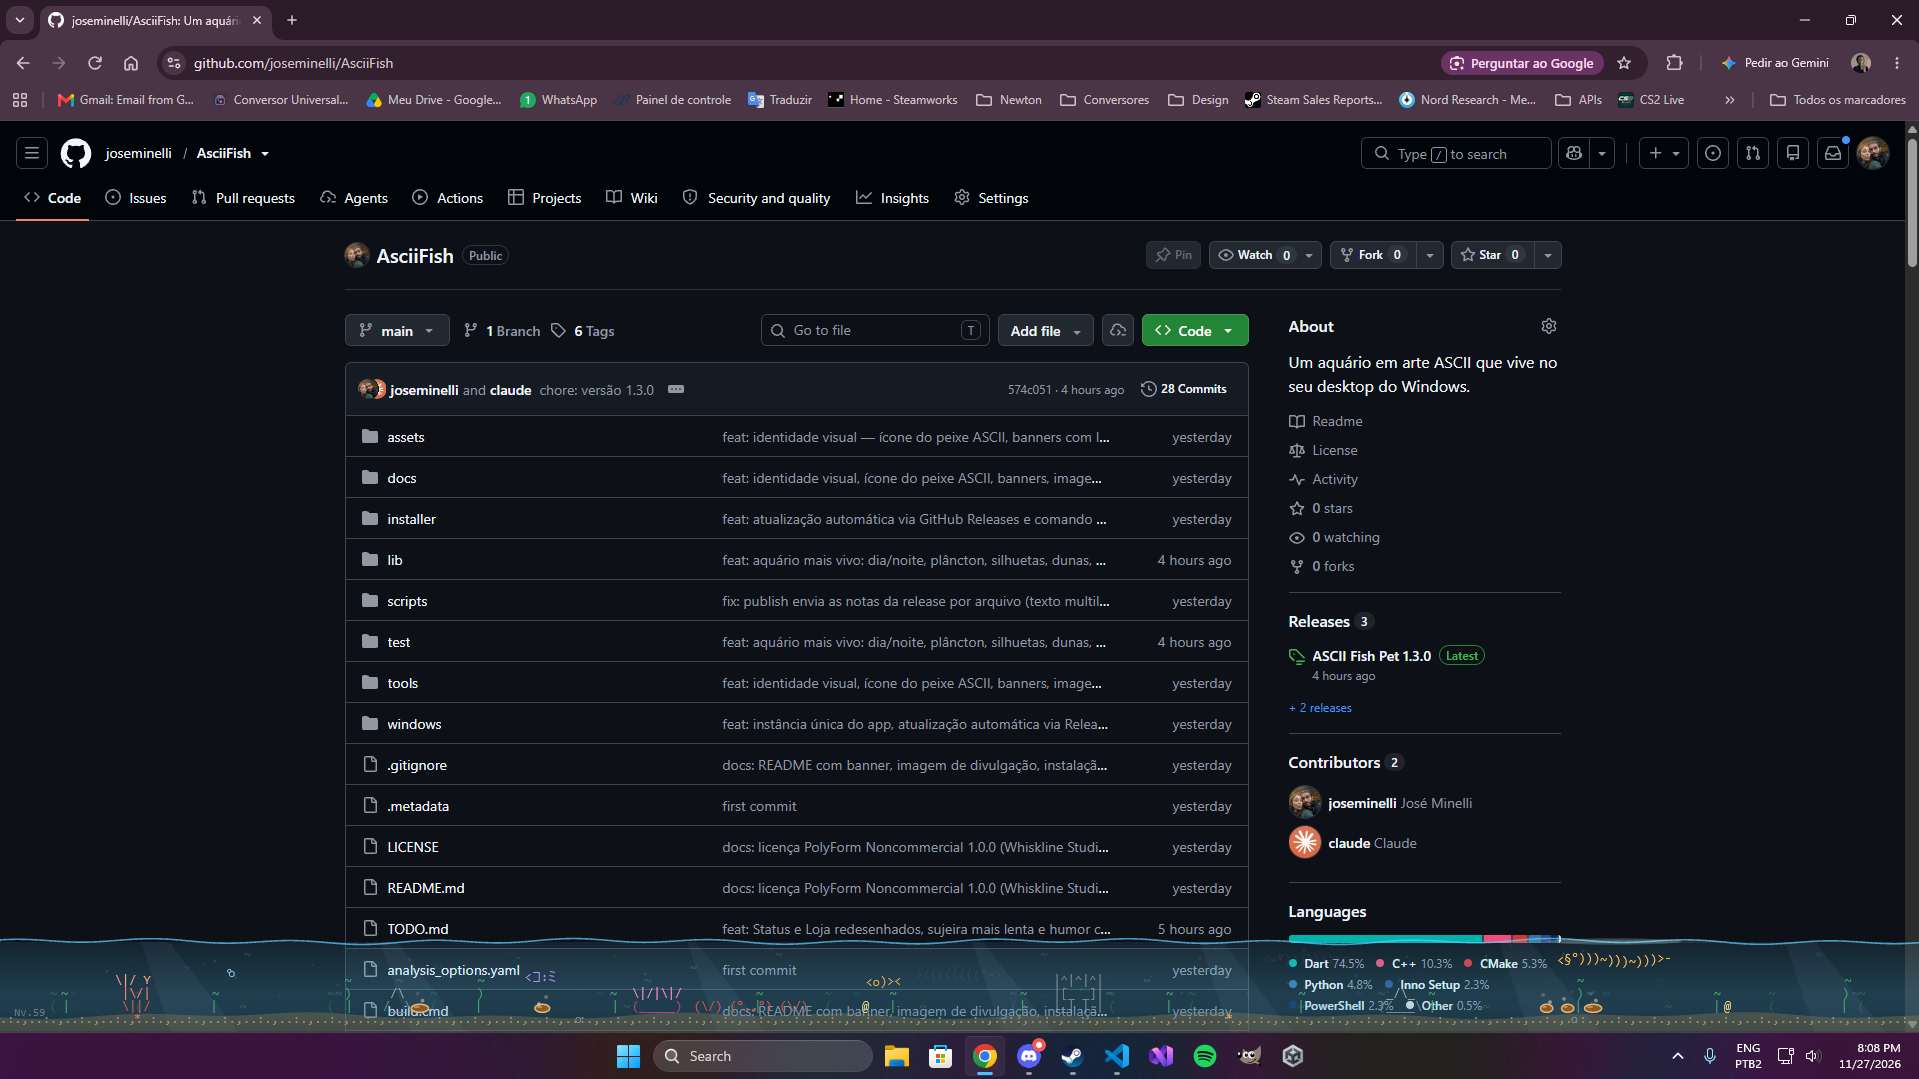 joseminelli/AsciiFish: Um aquári
github.com/joseminelli/AsciiFish
Perguntar ao Google
Pedir ao Gemini
Gmail: Email from G...
Conversor Universal...
Meu Drive - Google...
WhatsApp
Painel de controle
Traduzir
Home - Steamworks
Newton
Conversores
Design
Steam Sales Reports...
Nord Research - Me...
APIs
CS2 Live
»
Todos os marcadores
joseminelli / AsciiFish
Type / to search
Code
Issues
Pull requests
Agents
Actions
Projects
Wiki
Security and quality
Insights
Settings
AsciiFish Public
Pin
Watch 0
Fork 0
Star 0
main
1 Branch
6 Tags
Go to file T
Add file
Code
joseminelli and claude chore: versão 1.3.0
574c051 · 4 hours ago
28 Commits
assets feat: identidade visual — ícone do peixe ASCII, banners com l... yesterday
docs feat: identidade visual, ícone do peixe ASCII, banners, image... yesterday
installer feat: atualização automática via GitHub Releases e comando ... yesterday
lib feat: aquário mais vivo: dia/noite, plâncton, silhuetas, dunas, ... 4 hours ago
scripts fix: publish envia as notas da release por arquivo (texto multil... yesterday
test feat: aquário mais vivo: dia/noite, plâncton, silhuetas, dunas, ... 4 hours ago
tools feat: identidade visual, ícone do peixe ASCII, banners, image... yesterday
windows feat: instância única do app, atualização automática via Relea... yesterday
.gitignore docs: README com banner, imagem de divulgação, instalaçã... yesterday
.metadata first commit yesterday
LICENSE docs: licença PolyForm Noncommercial 1.0.0 (Whiskline Studi... yesterday
README.md docs: licença PolyForm Noncommercial 1.0.0 (Whiskline Studi... yesterday
TODO.md feat: Status e Loja redesenhados, sujeira mais lenta e humor c... 5 hours ago
analysis_options.yaml first commit yesterday
docs: README com banner, imagem de divulgação, instalaçã... yesterday
About
Um aquário em arte ASCII que vive no
seu desktop do Windows.
Readme
License
Activity
0 stars
0 watching
0 forks
Releases 3
ASCII Fish Pet 1.3.0 Latest
4 hours ago
+ 2 releases
Contributors 2
joseminelli José Minelli
claude Claude
Languages
Dart 74.5%
C++ 10.3%
CMake 5.3%
Python 4.8%
Inno Setup 2.3%
PowerShell 2.3%
Other 0.5%
Nv.59
<o)><
Search
ENG
PTB2
8:08 PM
11/27/2026